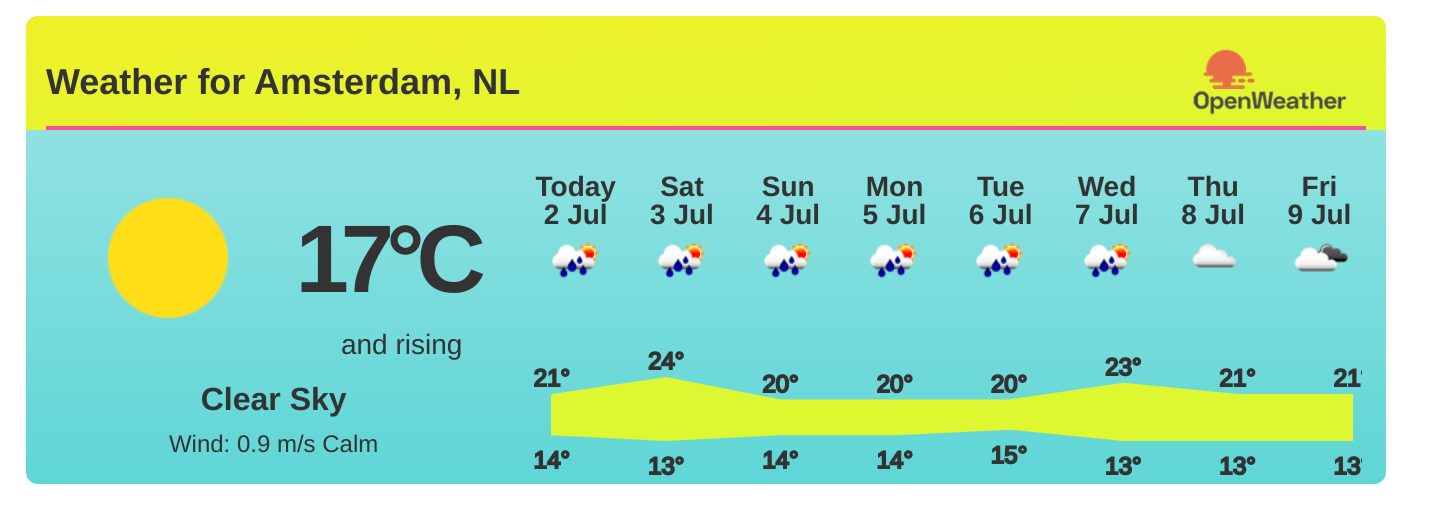 Weather for Amsterdam, NL
OpenWeather
17°C
and rising
Clear Sky
Wind: 0.9 m/s Calm
Today Sat Sun Mon Tue Wed Thu Fri
2 Jul 3 Jul 4 Jul 5 Jul 6 Jul 7 Jul 8 Jul 9 Jul
21° 24° 20° 20° 20° 23° 21° 21°
14° 13° 14° 14° 15° 13° 13° 13°